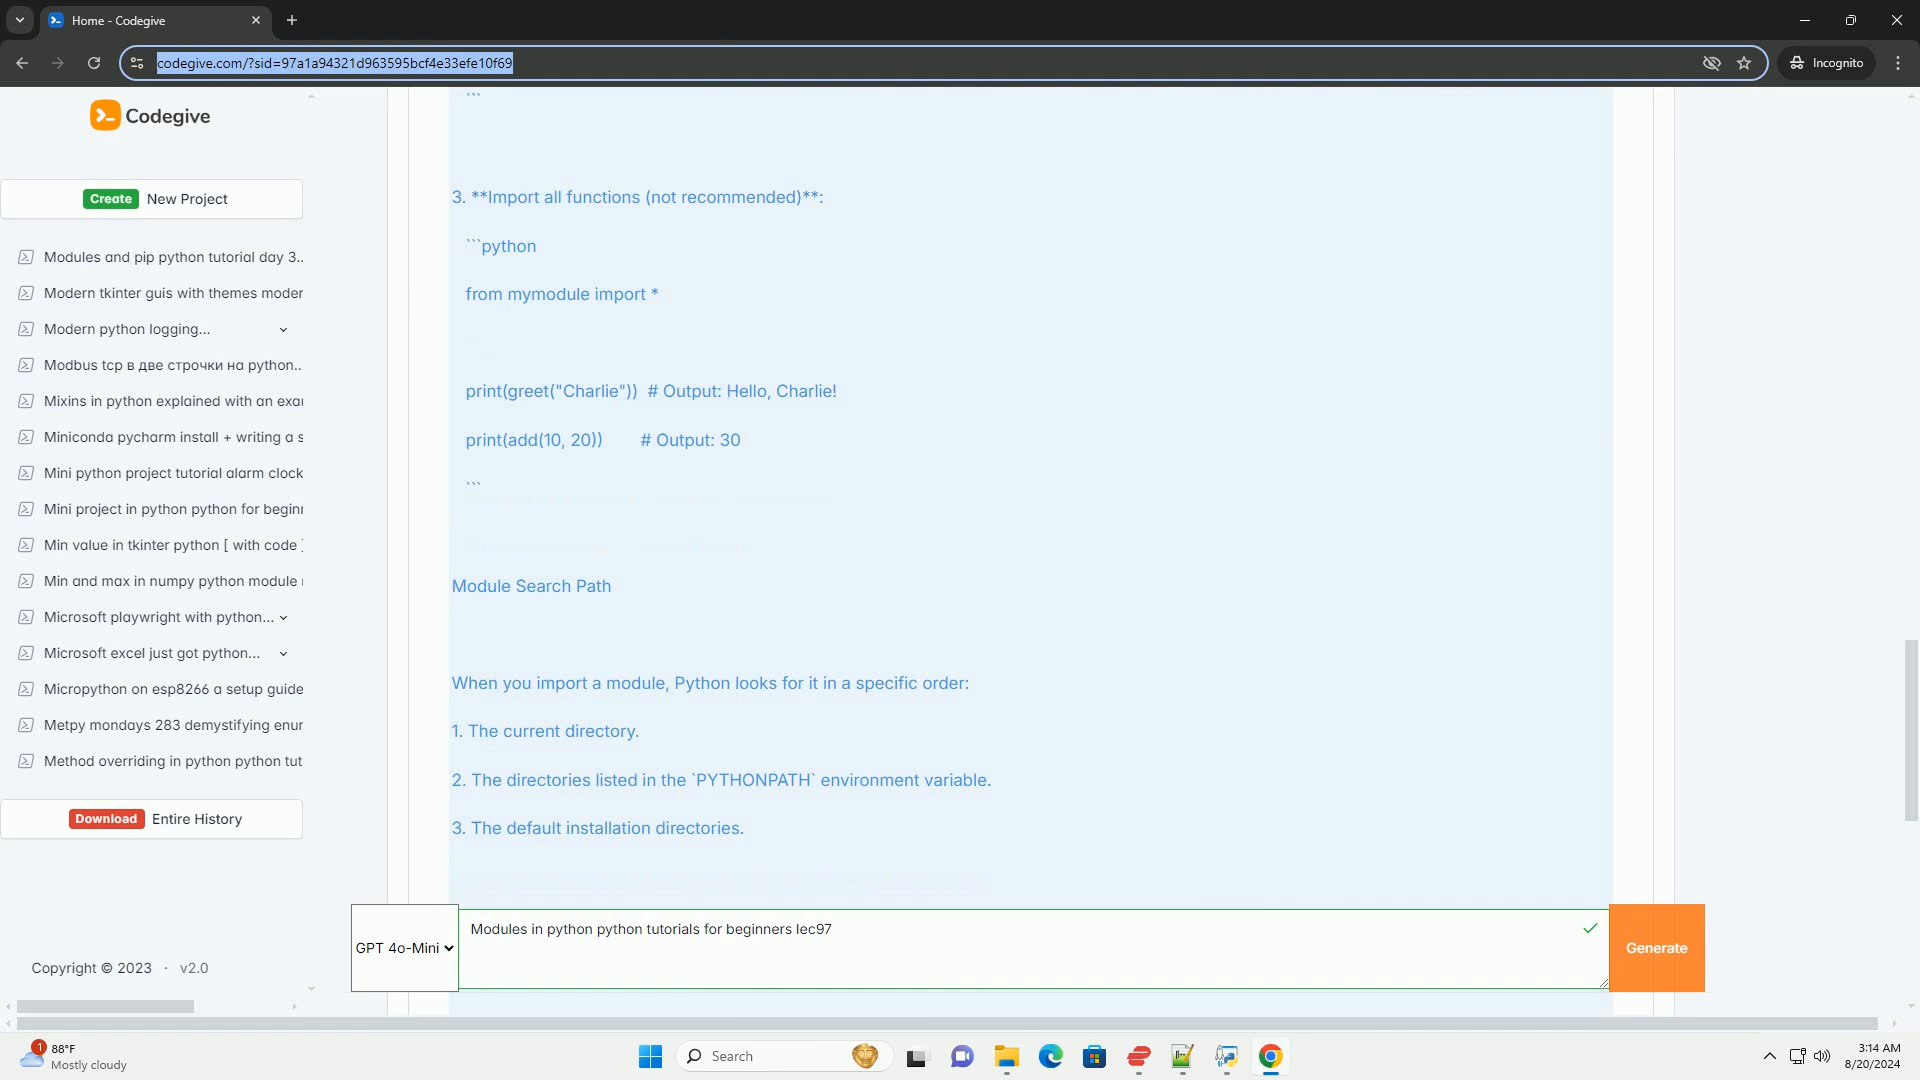 Home - Codegive
codegive.com/?sid=97a1a94321d963595bcf4e33efe10f69
Incognito
Codegive
Create New Project
Modules and pip python tutorial day 3..
Modern tkinter guis with themes moder
Modern python logging...
Modbus tcp в две строчки на python..
Mixins in python explained with an exa
Miniconda pycharm install + writing a s
Mini python project tutorial alarm clock
Mini project in python python for begin
Min value in tkinter python [ with code ]
Min and max in numpy python module
Microsoft playwright with python...
Microsoft excel just got python...
Micropython on esp8266 a setup guide
Metpy mondays 283 demystifying enu
Method overriding in python python tut
Download Entire History
Copyright © 2023 · v2.0
```
3. **Import all functions (not recommended)**:
```python
from mymodule import *
print(greet("Charlie")) # Output: Hello, Charlie!
print(add(10, 20)) # Output: 30
```
Module Search Path
When you import a module, Python looks for it in a specific order:
1. The current directory.
2. The directories listed in the `PYTHONPATH` environment variable.
3. The default installation directories.
GPT 4o-Mini
Modules in python python tutorials for beginners lec97
Generate
1
88°F
Mostly cloudy
Search
3:14 AM
8/20/2024